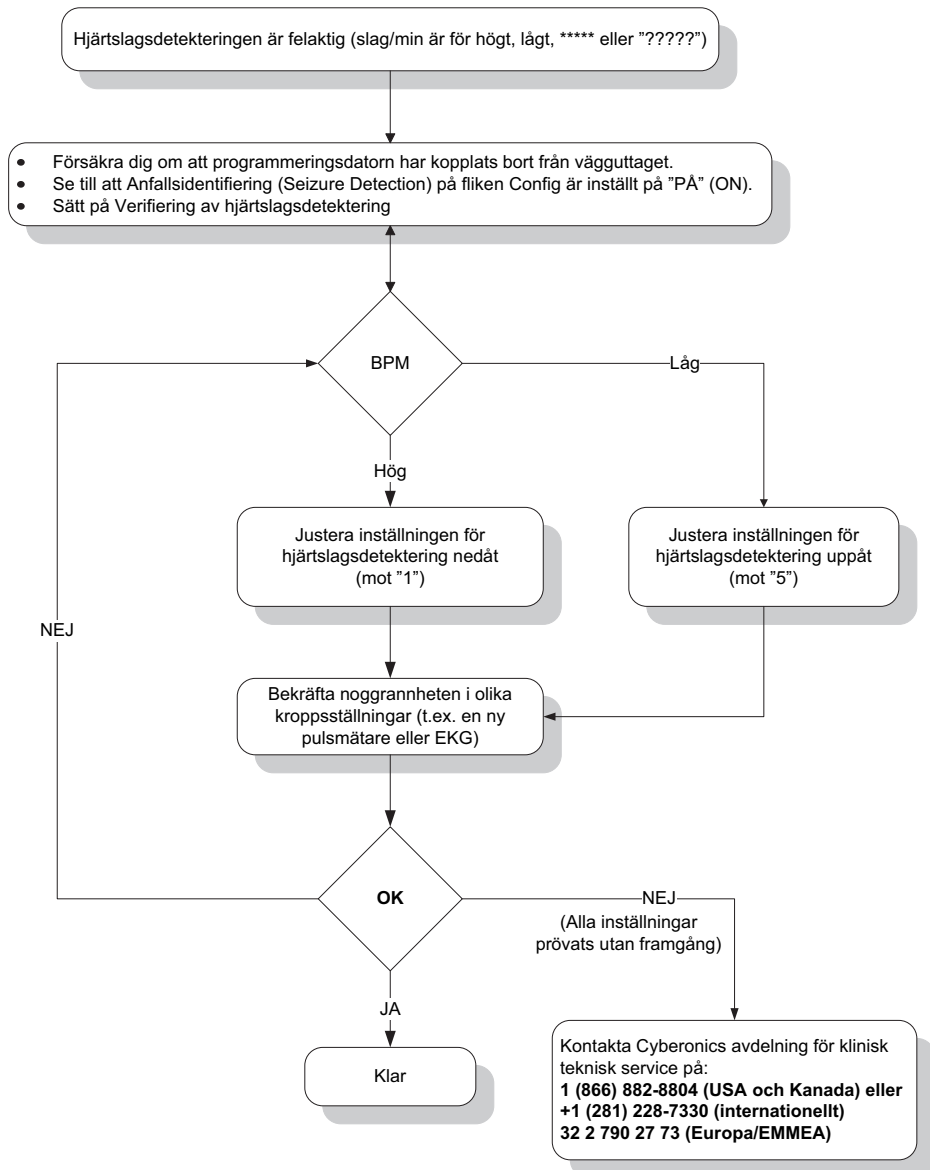 Hjärtslagsdetekteringen är felaktig (slag/min är för högt, lågt, ***** eller ”?????”)
• Försäkra dig om att programmeringsdatorn har kopplats bort från vägguttaget.
• Se till att Anfallsidentifiering (Seizure Detection) på fliken Config är inställt på ”PÅ” (ON).
• Sätt på Verifiering av hjärtslagsdetektering
BPM
Låg
Hög
Justera inställningen för
hjärtslagsdetektering nedåt
(mot ”1”)
Justera inställningen för
hjärtslagsdetektering uppåt
(mot ”5”)
NEJ
Bekräfta noggrannheten i olika
kroppsställningar (t.ex. en ny
pulsmätare eller EKG)
OK
NEJ
(Alla inställningar
prövats utan framgång)
JA
Klar
Kontakta Cyberonics avdelning för klinisk
teknisk service på:
1 (866) 882-8804 (USA och Kanada) eller
+1 (281) 228-7330 (internationellt)
32 2 790 27 73 (Europa/EMMEA)